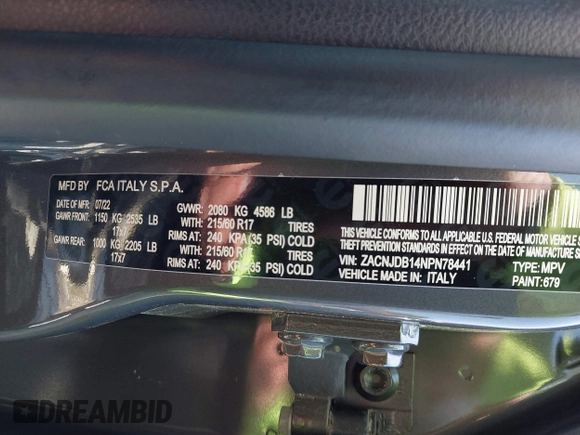 MFD BY FCA ITALY S.P.A.
DATE OF MFR: 07/22 GVWR: 2080 KG 4586 LB
GAWR FRONT: 1150 KG 2535 LB WITH: 215/60 R17 TIRES
17x7 RIMS AT: 240 KPA (35 PSI) COLD
GAWR REAR: 1000 KG 2205 LB WITH: 215/60 R17 TIRES
17x7 RIMS AT: 240 KPA (35 PSI) COLD
THIS VEHICLE CONFORMS TO ALL APPLICABLE U.S. FEDERAL MOTOR VEHICLE
THEFT PREVENTION STANDARDS IN EFFECT ON THE DATE OF MANUFACTURE
VIN: ZACNJDB14NPN78441 TYPE: MPV
VEHICLE MADE IN ITALY PAINT: 679
DREAMBID